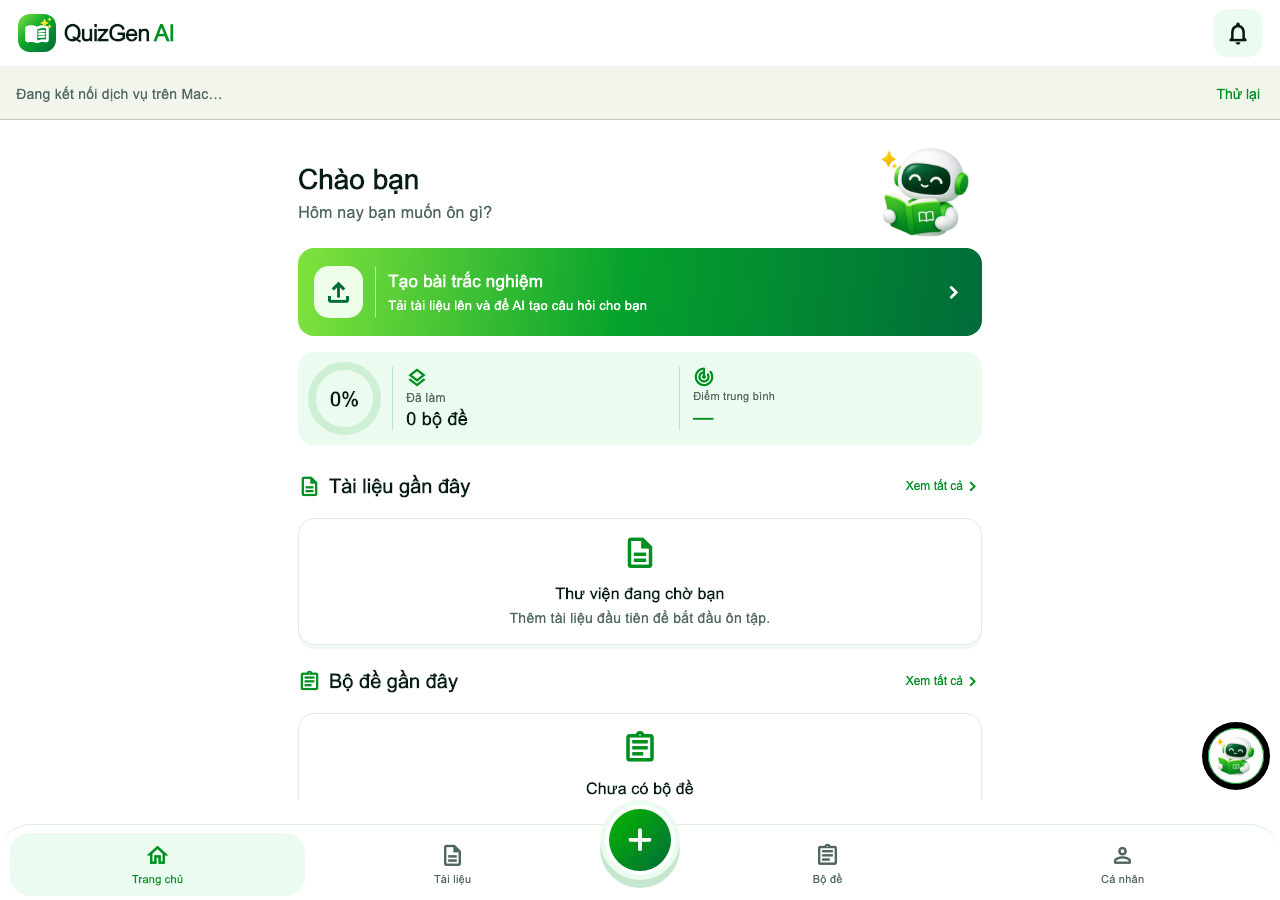 QuizGen AI
Đang kết nối dịch vụ trên Mac…
Thử lại
Chào bạn
Hôm nay bạn muốn ôn gì?
Tạo bài trắc nghiệm
Tải tài liệu lên và để AI tạo câu hỏi cho bạn
0%
Đã làm
0 bộ đề
Điểm trung bình
—
Tài liệu gần đây
Xem tất cả
Thư viện đang chờ bạn
Thêm tài liệu đầu tiên để bắt đầu ôn tập.
Bộ đề gần đây
Xem tất cả
Chưa có bộ đề
Trang chủ
Tài liệu
Bộ đề
Cá nhân